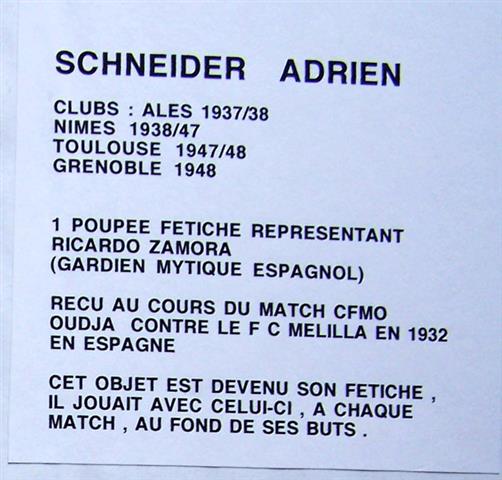 SCHNEIDER ADRIEN
CLUBS : ALES 1937/38
NIMES 1938/47
TOULOUSE 1947/48
GRENOBLE 1948
1 POUPEE FETICHE REPRESENTANT
RICARDO ZAMORA
(GARDIEN MYTIQUE ESPAGNOL)
RECU AU COURS DU MATCH CFMO
OUDJA CONTRE LE F C MELILLA EN 1932
EN ESPAGNE
CET OBJET EST DEVENU SON FETICHE ,
IL JOUAIT AVEC CELUI-CI , A CHAQUE
MATCH , AU FOND DE SES BUTS .